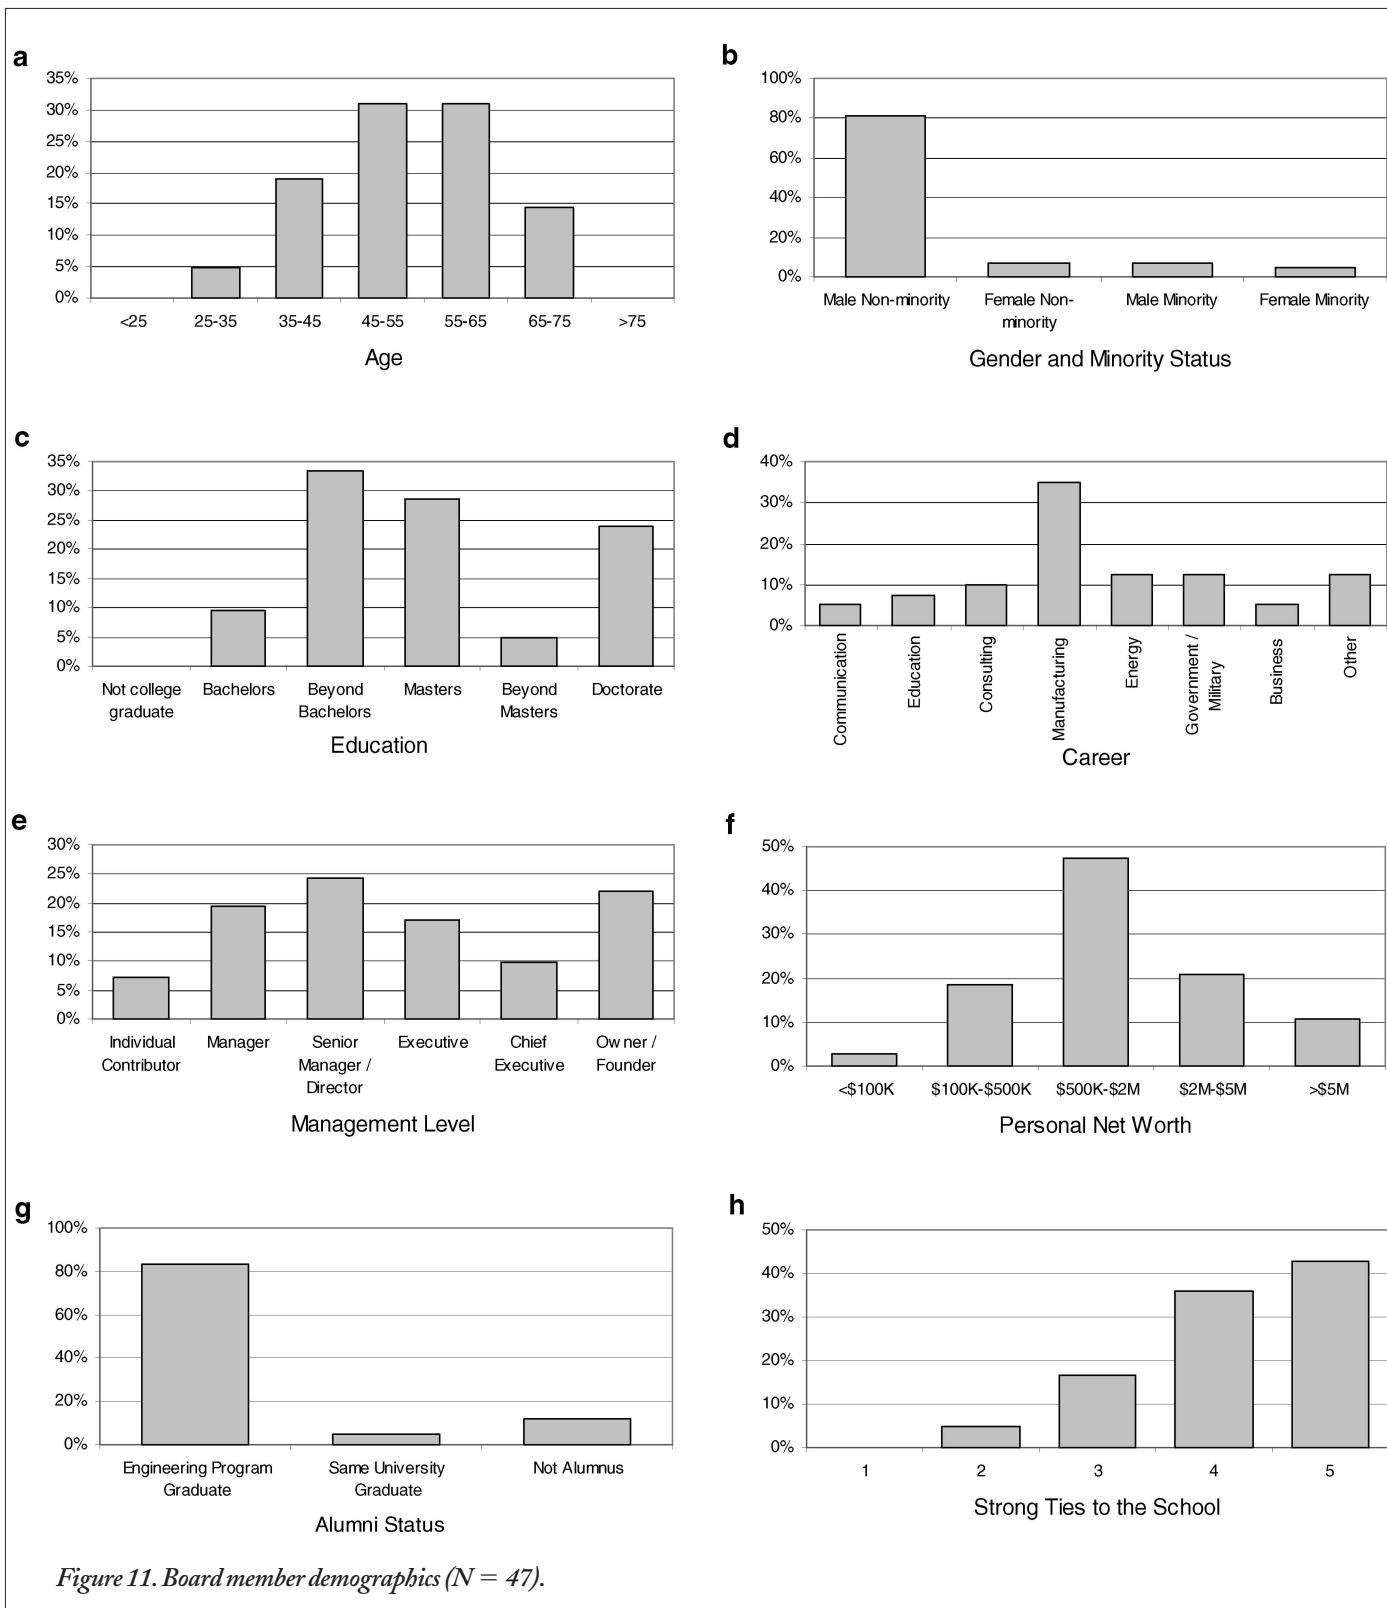 a
35%
30%
25%
20%
15%
10%
5%
0%
<25
25-35
35-45
45-55
55-65
65-75
>75
Age
b
100%
80%
60%
40%
20%
0%
Male Non-minority
Female Non-
minority
Male Minority
Female Minority
Gender and Minority Status
c
35%
30%
25%
20%
15%
10%
5%
0%
Not college
graduate
Bachelors
Beyond
Bachelors
Masters
Beyond
Masters
Doctorate
Education
d
40%
30%
20%
10%
0%
Communication
Education
Consulting
Manufacturing
Energy
Government /
Military
Business
Other
Career
e
30%
25%
20%
15%
10%
5%
0%
Individual
Contributor
Manager
Senior
Manager /
Director
Executive
Chief
Executive
Owner /
Founder
Management Level
f
50%
40%
30%
20%
10%
0%
<$100K
$100K-$500K
$500K-$2M
$2M-$5M
>$5M
Personal Net Worth
g
100%
80%
60%
40%
20%
0%
Engineering Program
Graduate
Same University
Graduate
Not Alumnus
Alumni Status
h
50%
40%
30%
20%
10%
0%
1
2
3
4
5
Strong Ties to the School
Figure 11. Board member demographics (N = 47).